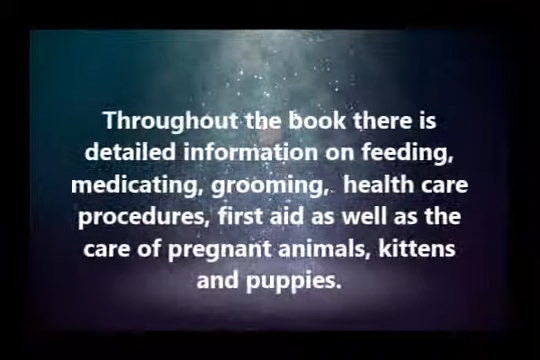 Throughout the book there is
detailed information on feeding,
medicating, grooming, health care
procedures, first aid as well as the
care of pregnant animals, kittens
and puppies.